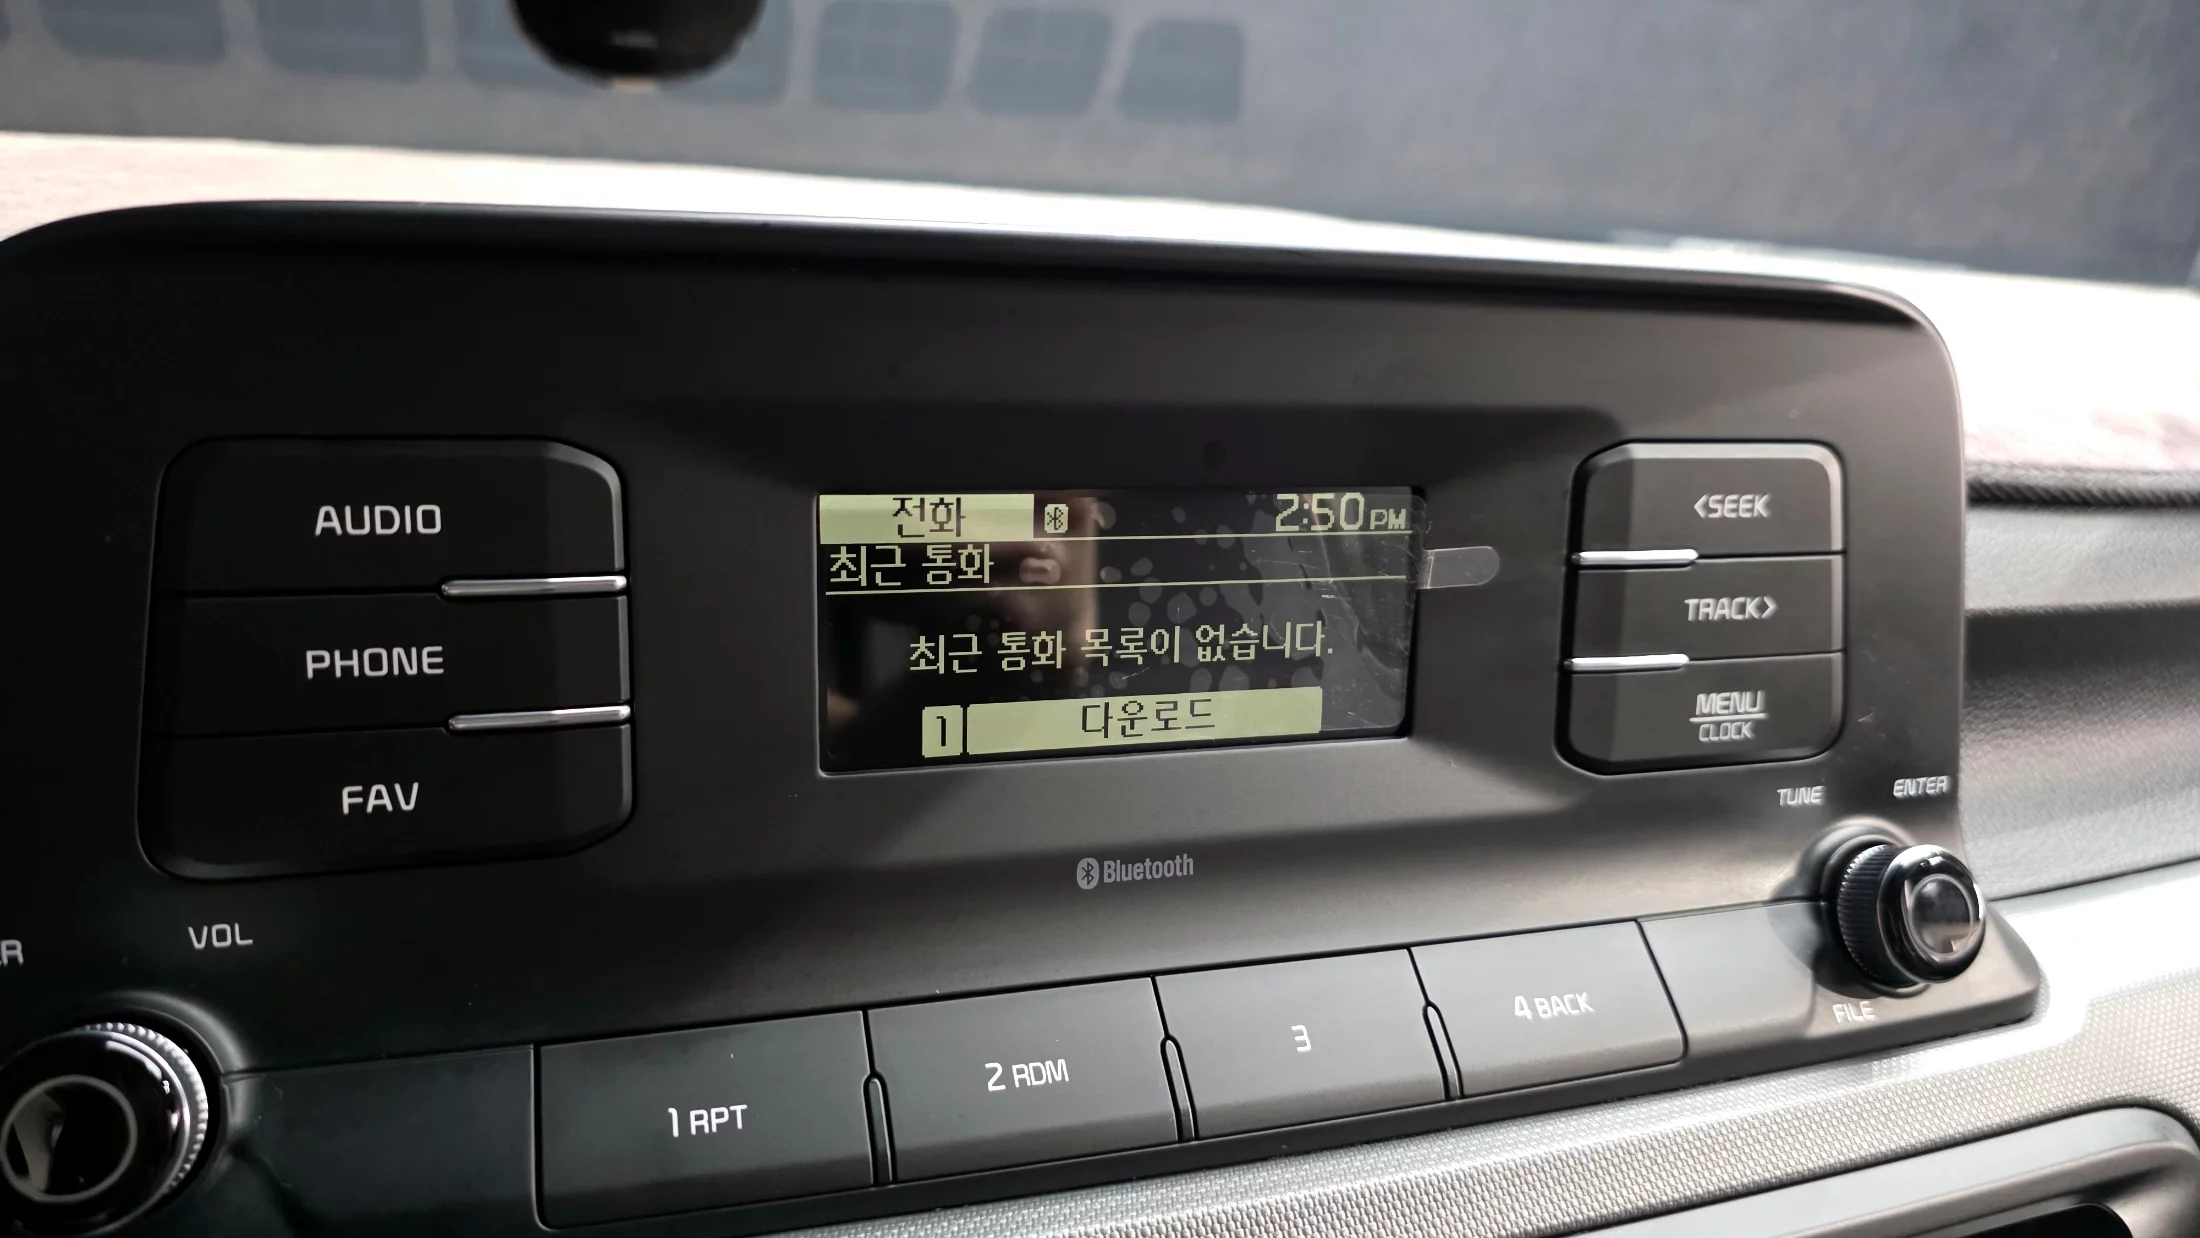 AUDIO
PHONE
FAV
전화 2:50 PM
최근 통화
최근 통화 목록이 없습니다.
1 다운로드
<SEEK
TRACK>
MENU
CLOCK
TUNE
ENTER
Bluetooth
VOL
FILE
1 RPT
2 RDM
3
4 BACK